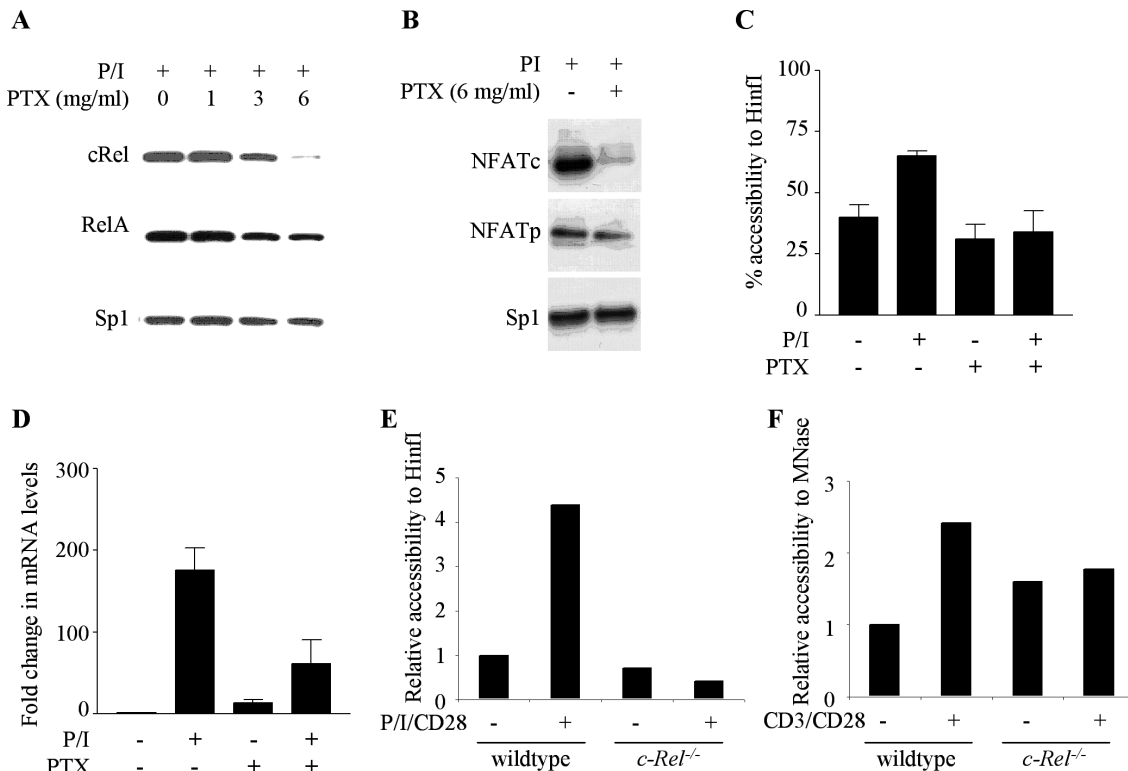 A
P/I + + + +
PTX (mg/ml) 0 1 3 6
cRel
RelA
Sp1
B
PI + +
PTX (6 mg/ml) - +
NFATc
NFATp
Sp1
C
% accessibility to HinfI
100
75
50
25
0
P/I - + - +
PTX - - + +
D
Fold change in mRNA levels
300
200
100
0
P/I - + - +
PTX - - + +
E
Relative accessibility to HinfI
5
4
3
2
1
0
P/I/CD28 - + - +
wildtype c-Rel-/-
F
Relative accessibility to MNase
3
2
1
0
CD3/CD28 - + - +
wildtype c-Rel-/-